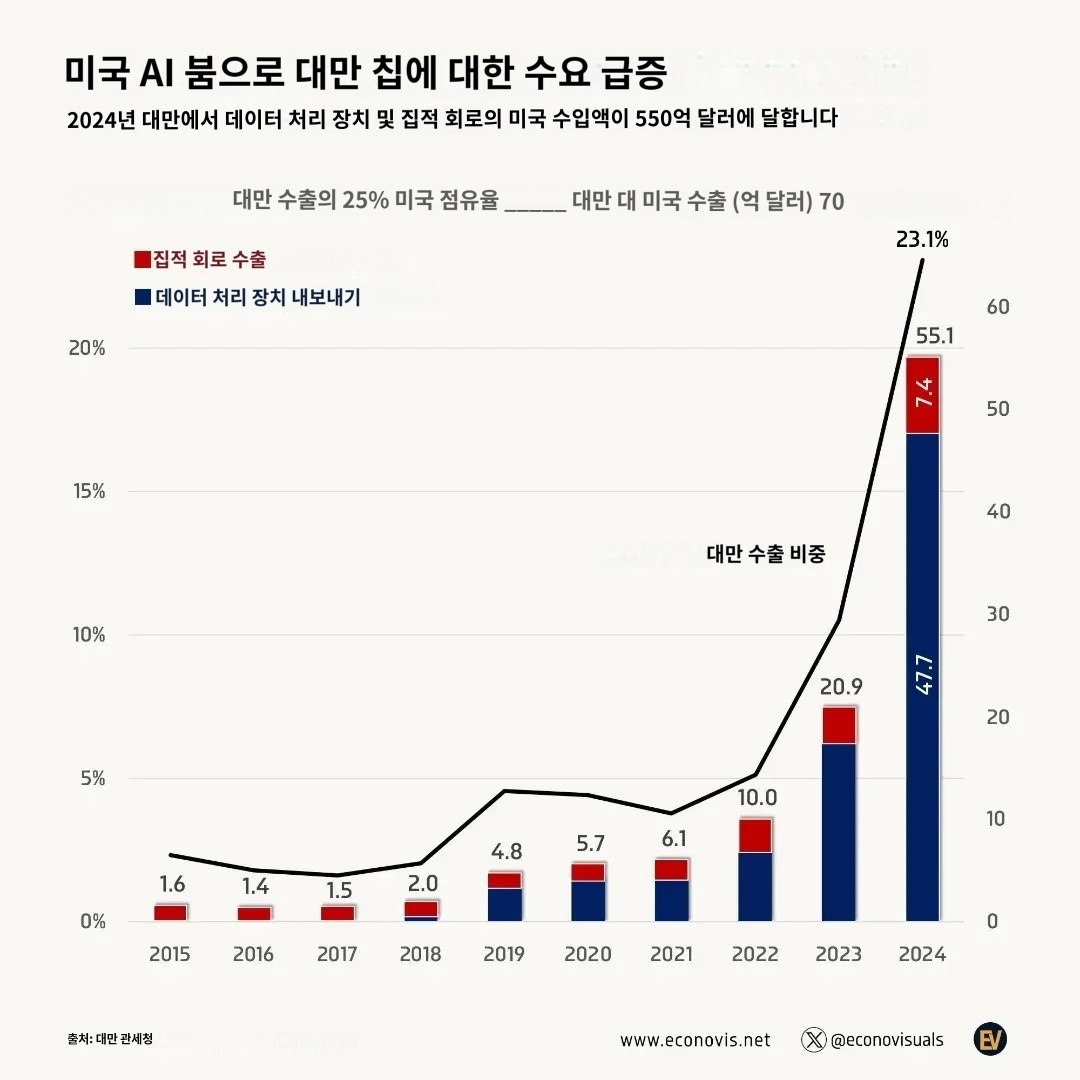 미국 AI 붐으로 대만 칩에 대한 수요 급증
2024년 대만에서 데이터 처리 장치 및 집적 회로의 미국 수입액이 550억 달러에 달합니다
대만 수출의 25% 미국 점유율 _____ 대만 대 미국 수출 (억 달러) 70
집적 회로 수출
데이터 처리 장치 내보내기
23.1%
60
55.1
20%
7.4
50
15%
40
대만 수출 비중
10%
30
47.7
20.9
20
5%
10.0
10
4.8
5.7
6.1
1.6
1.4
1.5
2.0
0%
0
2015 2016 2017 2018 2019 2020 2021 2022 2023 2024
출처: 대만 관세청
www.econovis.net
@econovisuals
EV